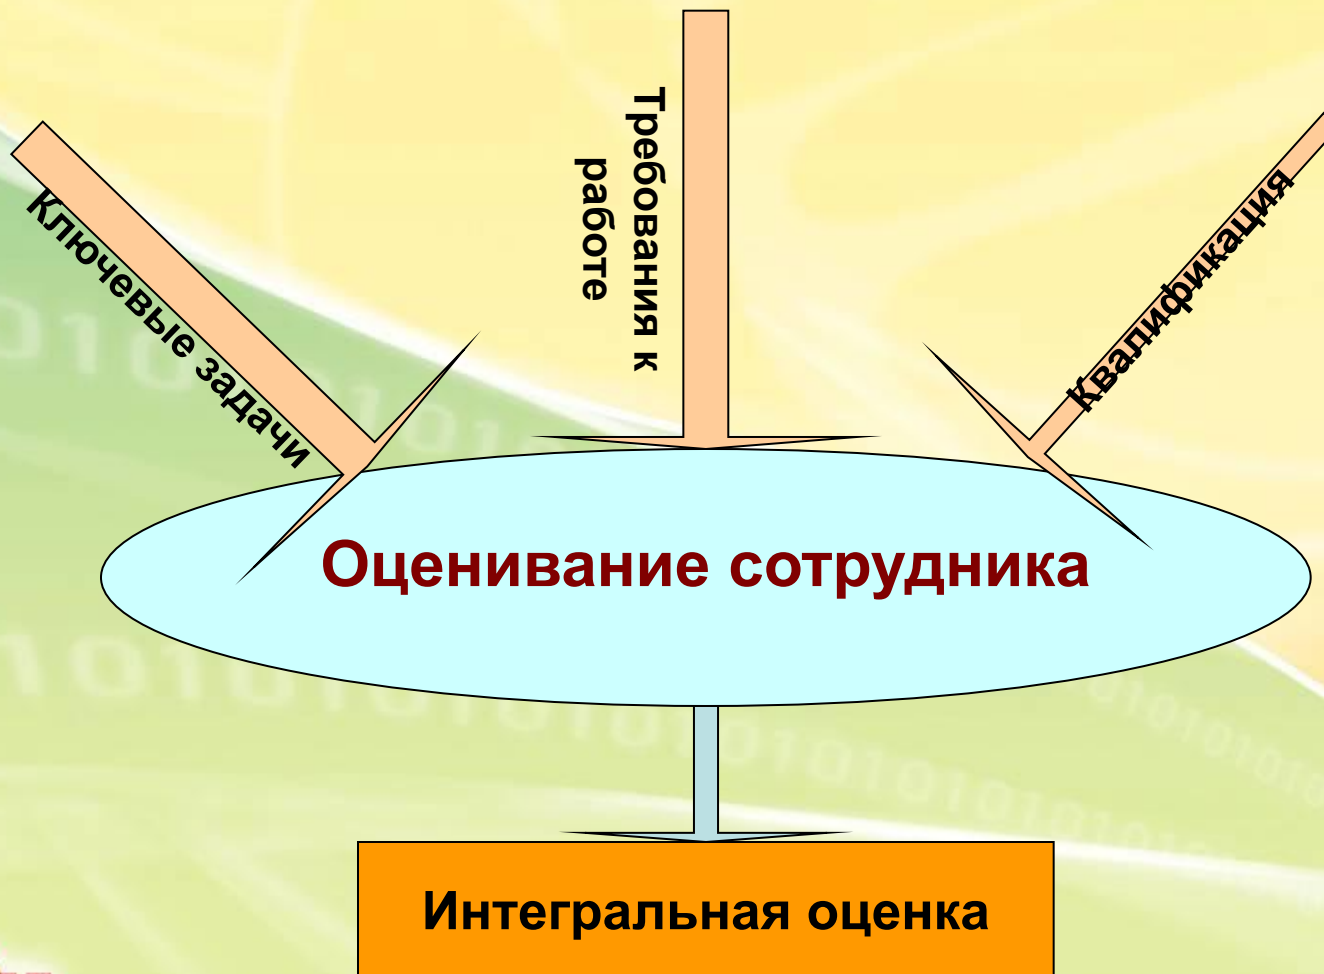 Ключевые задачи
Требования к
работе
Квалификация
Оценивание сотрудника
Интегральная оценка